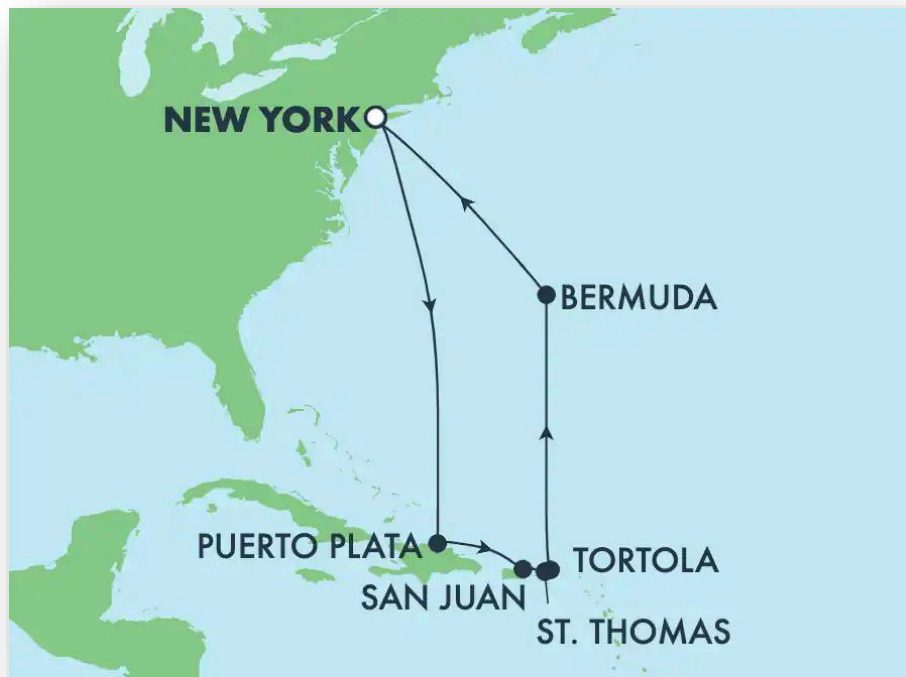 NEW YORK
BERMUDA
PUERTO PLATA
TORTOLA
SAN JUAN
ST. THOMAS